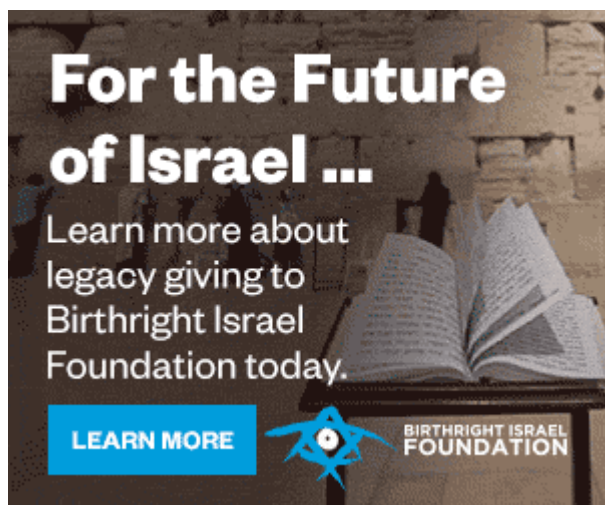 For the Future
of Israel ...
Learn more about
legacy giving to
Birthright Israel
Foundation today.
LEARN MORE
BIRTHRIGHT ISRAEL
FOUNDATION